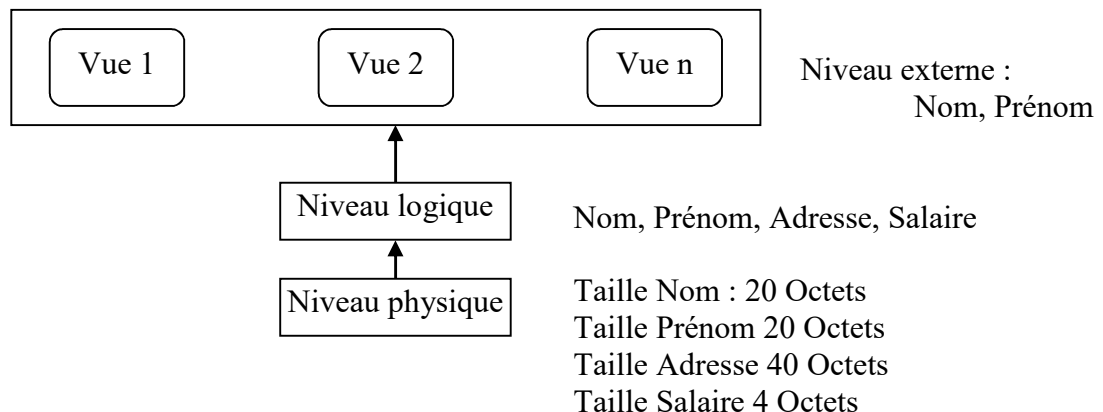 Vue 1
Vue 2
Vue n
Niveau externe :
Nom, Prénom
Niveau logique
Nom, Prénom, Adresse, Salaire
Niveau physique
Taille Nom : 20 Octets
Taille Prénom 20 Octets
Taille Adresse 40 Octets
Taille Salaire 4 Octets